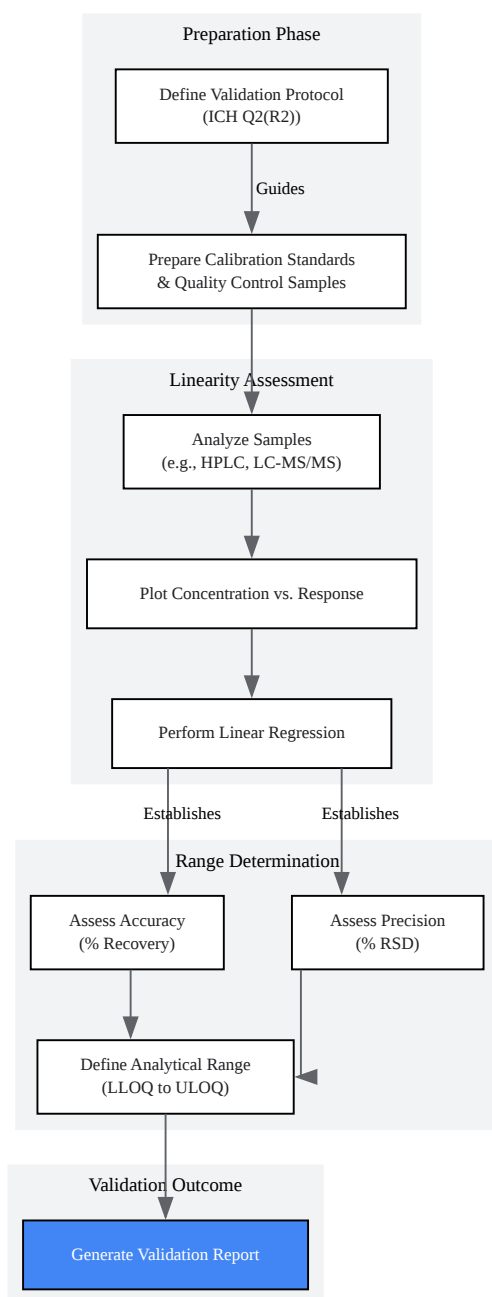 Preparation Phase
Define Validation Protocol
(ICH Q2(R2))
Guides
Prepare Calibration Standards
& Quality Control Samples
Linearity Assessment
Analyze Samples
(e.g., HPLC, LC-MS/MS)
Plot Concentration vs. Response
Perform Linear Regression
Establishes
Establishes
Range Determination
Assess Accuracy
(% Recovery)
Assess Precision
(% RSD)
Define Analytical Range
(LLOQ to ULOQ)
Validation Outcome
Generate Validation Report